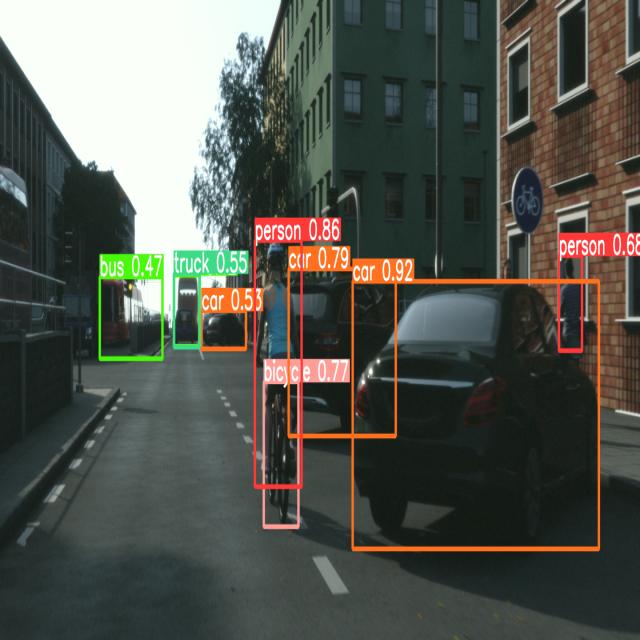 person 0.86
person 0.68
bus 0.47
truck 0.55
car 0.79
car 0.92
car 0.53
bicycle 0.77